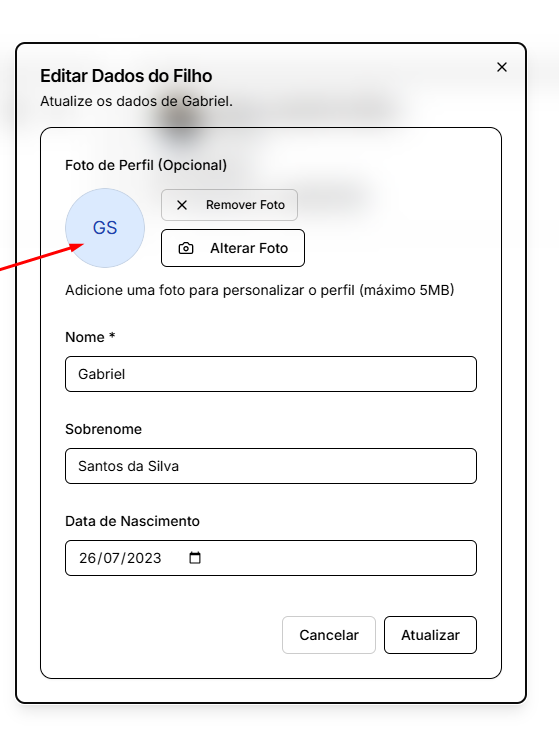 Editar Dados do Filho
Atualize os dados de Gabriel.
Foto de Perfil (Opcional)
GS
Remover Foto
Alterar Foto
Adicione uma foto para personalizar o perfil (máximo 5MB)
Nome *
Gabriel
Sobrenome
Santos da Silva
Data de Nascimento
26/07/2023
Cancelar
Atualizar